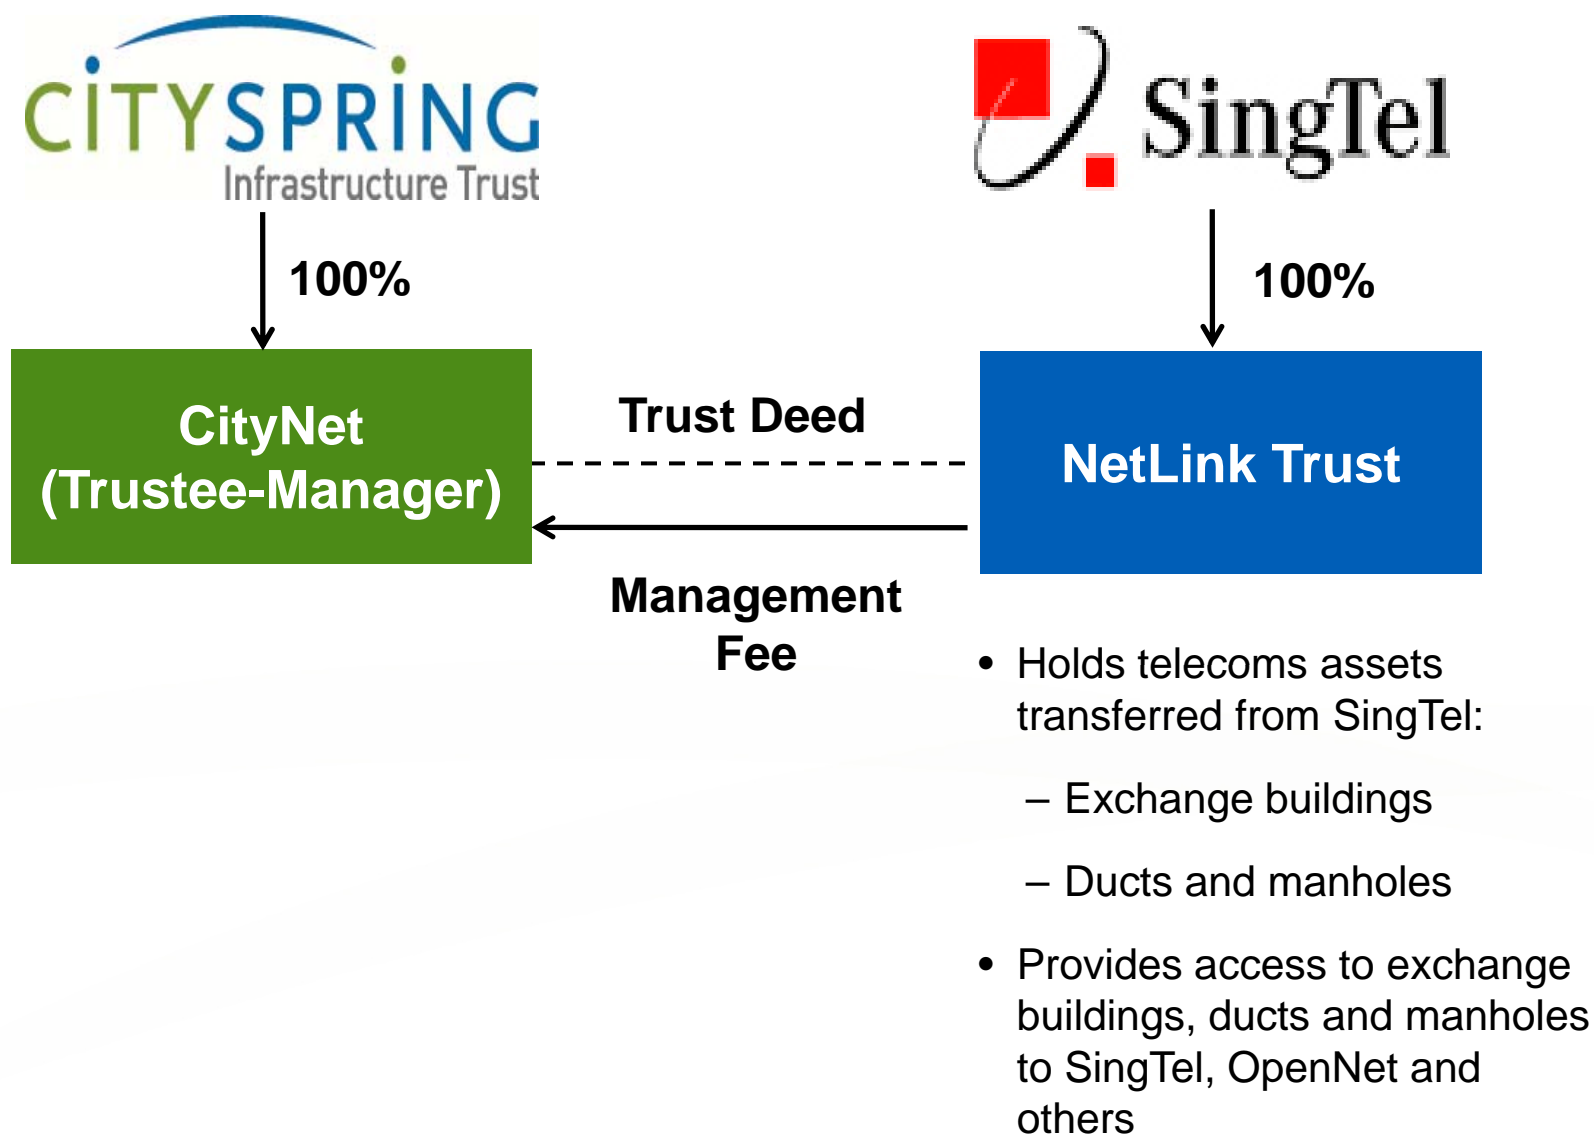 CiTYSPRiNG
Infrastructure Trust
SingTel
100%
100%
CityNet
(Trustee-Manager)
Trust Deed
NetLink Trust
Management
Fee
• Holds telecoms assets
transferred from SingTel:
– Exchange buildings
– Ducts and manholes
• Provides access to exchange
buildings, ducts and manholes
to SingTel, OpenNet and
others